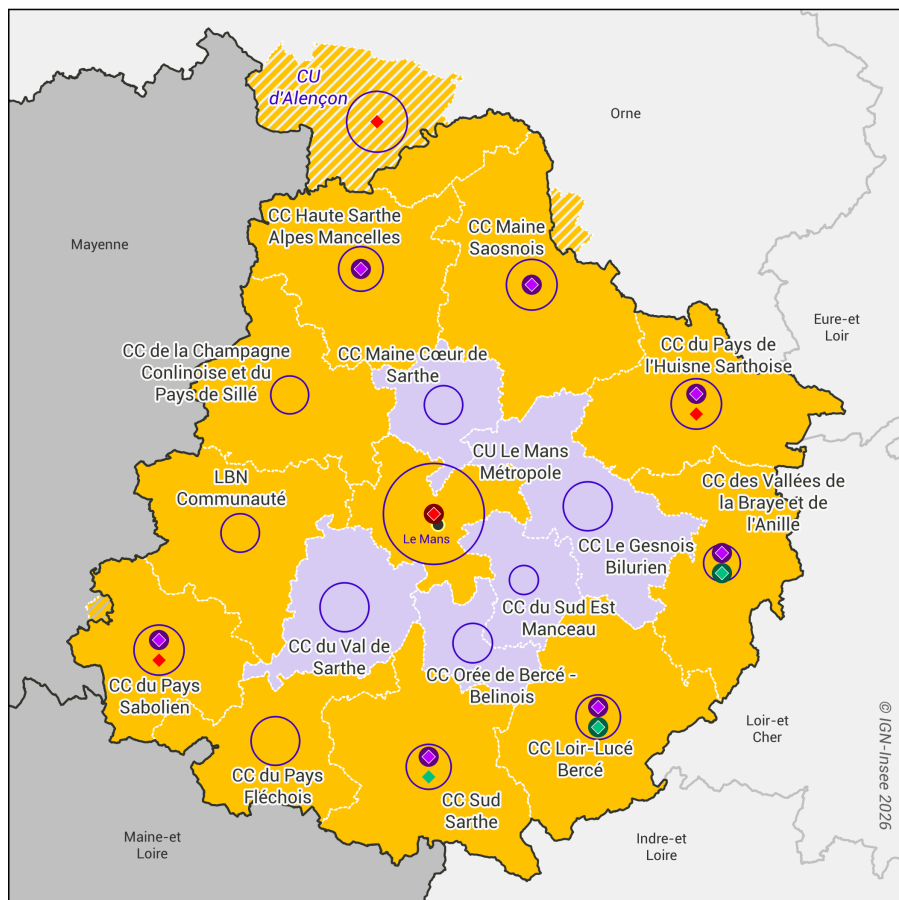 CU
d'Alençon
Orne
CC Haute Sarthe
Alpes Mancelles
CC Maine
Saosnois
Mayenne
Eure-et
Loir
CC de la Champagne
Conlinoise et du
Pays de Sillé
CC Maine Cœur de
Sarthe
CC du Pays de
l'Huisne Sarthoise
LBN
Communauté
CU Le Mans
Métropole
CC des Vallées de
la Braye et de
l'Anille
Le Mans
CC Le Gesnois
Bilurien
CC du Sud Est
Manceau
CC du Val de
Sarthe
CC Orée de Bercé -
Belinois
CC du Pays
Sabolien
Loir-et
Cher
© IGN-Insee 2026
CC Loir-Lucé
Bercé
CC du Pays
Fléchois
CC Sud
Sarthe
Maine-et
Loire
Indre-et
Loire